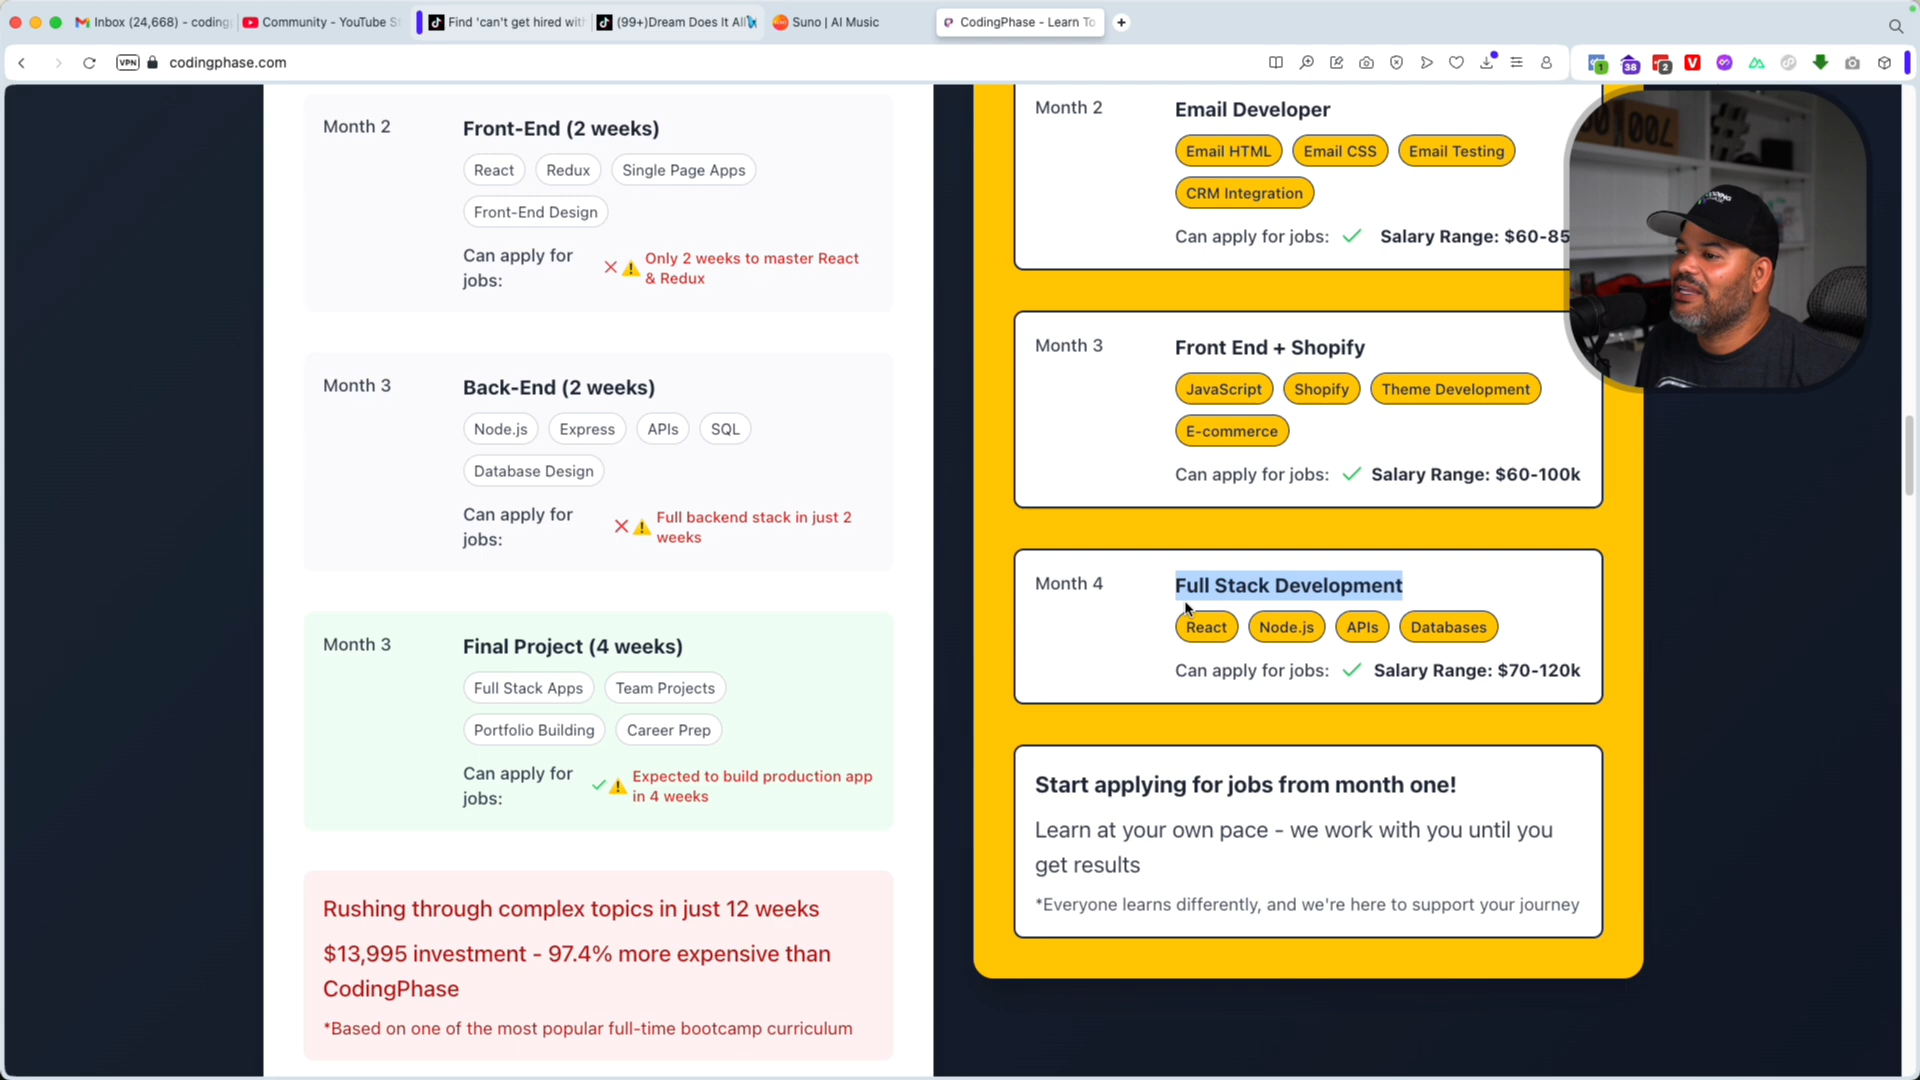 Inbox (24,668) - coding
Community - YouTube S
Find 'can't get hired with
(99+)Dream Does It All
Suno | AI Music
CodingPhase - Learn To
VPN
codingphase.com
1
38
2
Month 2
Front-End (2 weeks)
React
Redux
Single Page Apps
Front-End Design
Can apply for
jobs:
Only 2 weeks to master React
& Redux
Month 3
Back-End (2 weeks)
Node.js
Express
APIs
SQL
Database Design
Can apply for
jobs:
Full backend stack in just 2
weeks
Month 3
Final Project (4 weeks)
Full Stack Apps
Team Projects
Portfolio Building
Career Prep
Can apply for
jobs:
Expected to build production app
in 4 weeks
Rushing through complex topics in just 12 weeks
$13,995 investment - 97.4% more expensive than
CodingPhase
*Based on one of the most popular full-time bootcamp curriculum
Month 2
Email Developer
Email HTML
Email CSS
Email Testing
CRM Integration
Can apply for jobs:
Salary Range: $60-85
Month 3
Front End + Shopify
JavaScript
Shopify
Theme Development
E-commerce
Can apply for jobs:
Salary Range: $60-100k
Month 4
Full Stack Development
React
Node.js
APIs
Databases
Can apply for jobs:
Salary Range: $70-120k
Start applying for jobs from month one!
Learn at your own pace - we work with you until you
get results
*Everyone learns differently, and we're here to support your journey